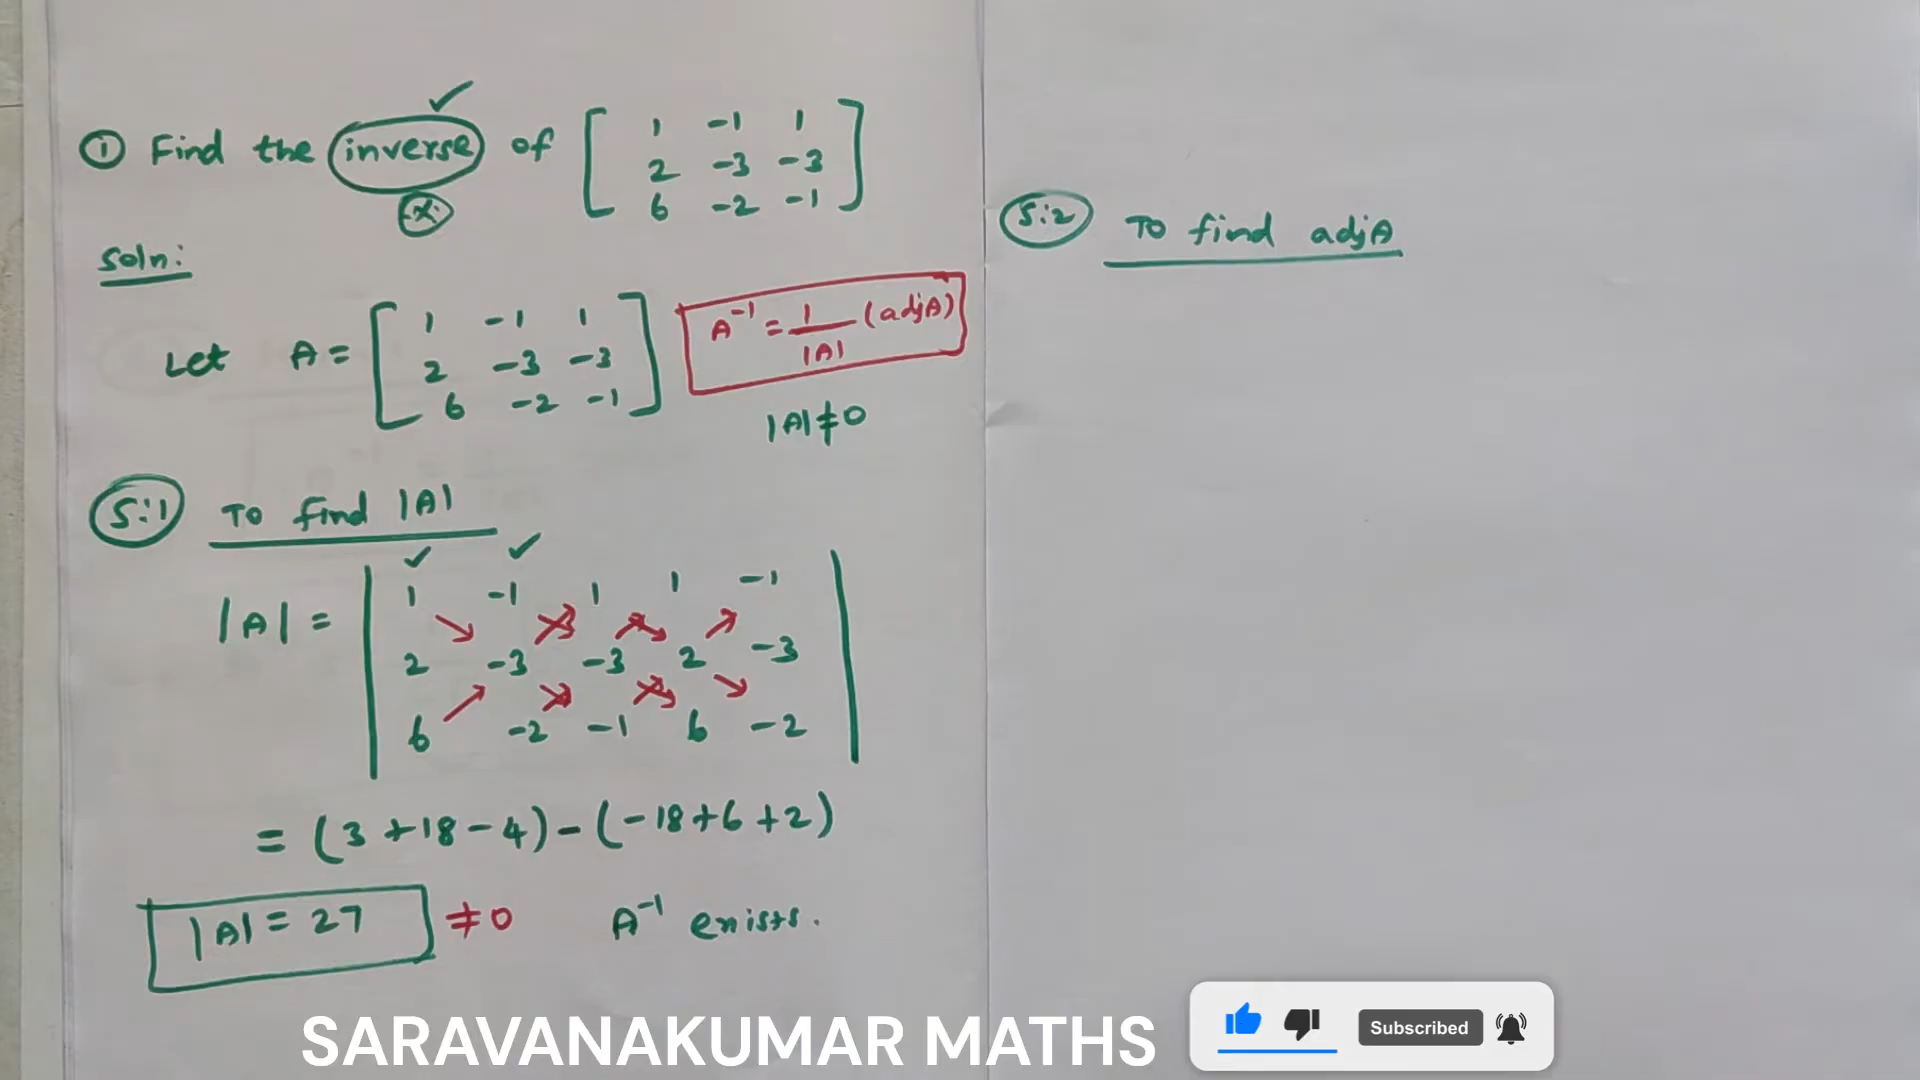 ① Find the inverse of [ 1 -1 1
2 -3 -3
6 -2 -1 ]
Soln:
Let A = [ 1 -1 1
2 -3 -3
6 -2 -1 ]
A⁻¹ = 1/|A| (adjA)
|A| ≠ 0
S:1 To find |A|
|A| = | 1 -1 1 1 -1
2 -3 -3 2 -3
6 -2 -1 6 -2 |
= (3 + 18 - 4) - (-18 + 6 + 2)
|A| = 27 ≠ 0 A⁻¹ exists.
S:2 To find adjA
SARAVANAKUMAR MATHS
Subscribed